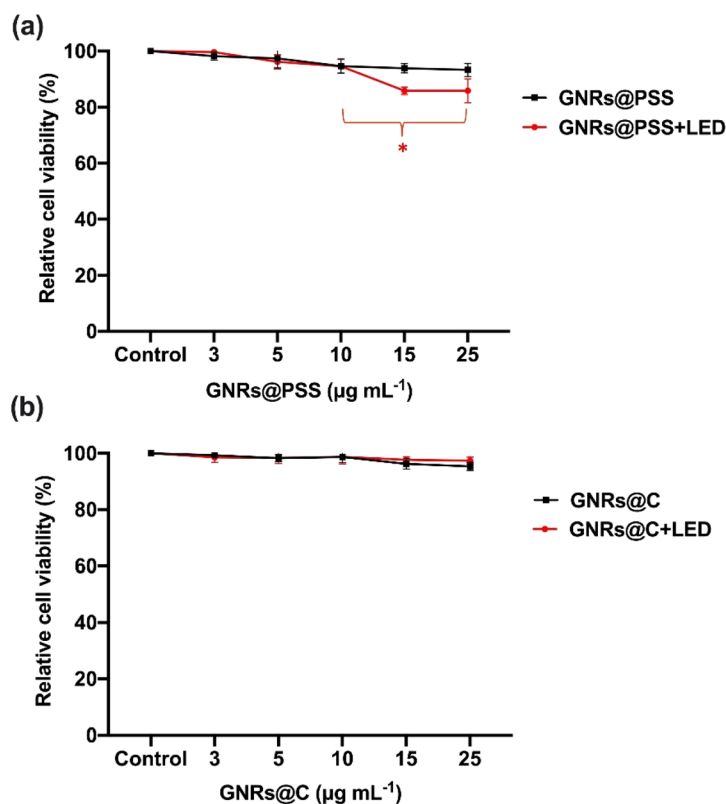 (a)
Relative cell viability (%)
100
80
60
40
20
0
*
Control 3 5 10 15 25
GNRs@PSS (µg mL⁻¹)
GNRs@PSS
GNRs@PSS+LED
(b)
Relative cell viability (%)
100
80
60
40
20
0
Control 3 5 10 15 25
GNRs@C (µg mL⁻¹)
GNRs@C
GNRs@C+LED